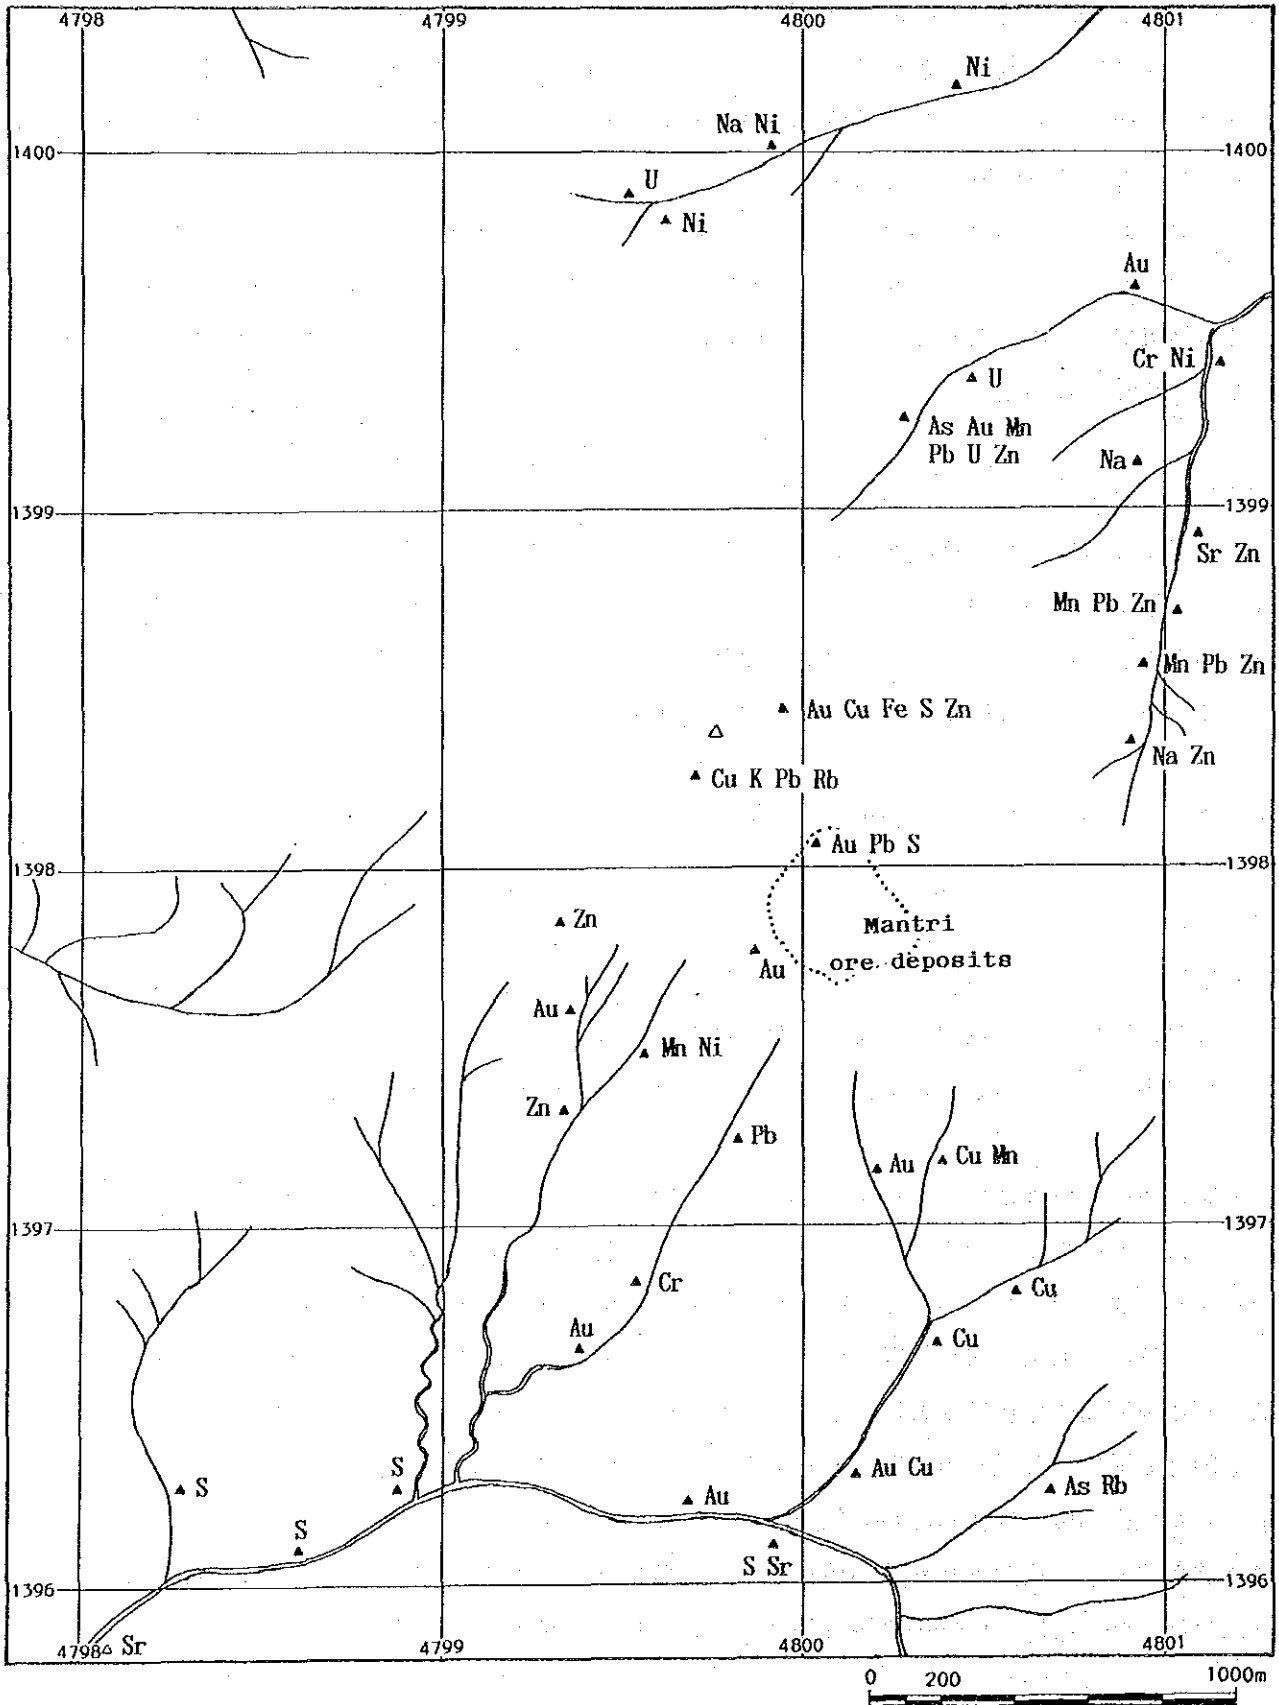 4798 4799 4800 4801
Ni
Na Ni
1400 1400
U
Ni
Au
Cr Ni
U
As Au Mn
Pb U Zn
Na
1399 1399
Sr Zn
Mn Pb Zn
Mn Pb Zn
Au Cu Fe S Zn
Na Zn
Cu K Pb Rb
Au Pb S
1398 1398
Zn
Mantri
ore deposits
Au
Au
Mn Ni
Zn
Pb
Au
Cu Mn
1397 1397
Cr
Cu
Au
Cu
Au Cu
S
S
Au
As Rb
S
S Sr
1396 1396
4798 Sr 4799 4800 4801
0 200 1000m